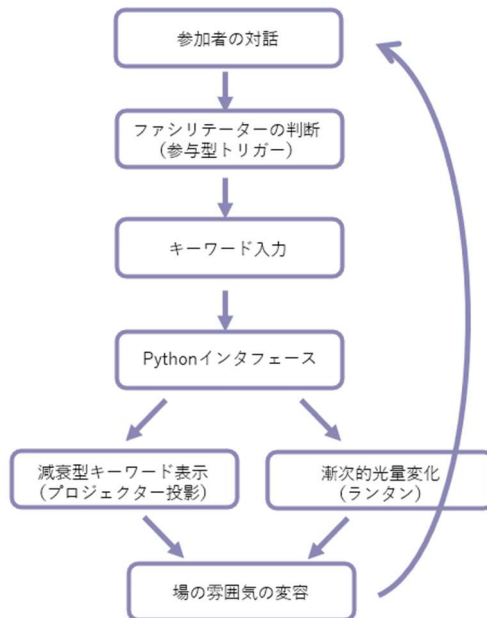 参加者の対話
ファシリテーターの判断
（参与型トリガー）
キーワード入力
Pythonインタフェース
減衰型キーワード表示
(プロジェクター投影)
漸次的光量変化
(ランタン)
場の雰囲気の変容